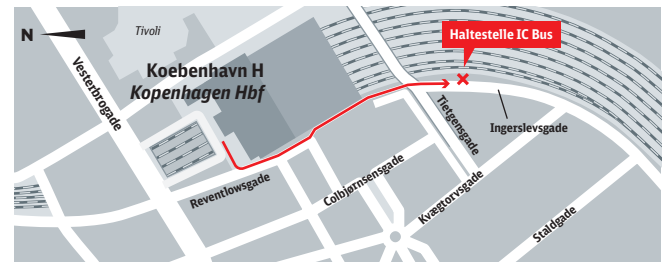 N
Tivoli
Haltestelle IC Bus
Vesterbrogade
Koebenhavn H
Kopenhagen Hbf
Tietgensgade
Ingerslevsgade
Reventlowsgade
Colbjørnsensgade
Kvægtorvsgade
Staldgade